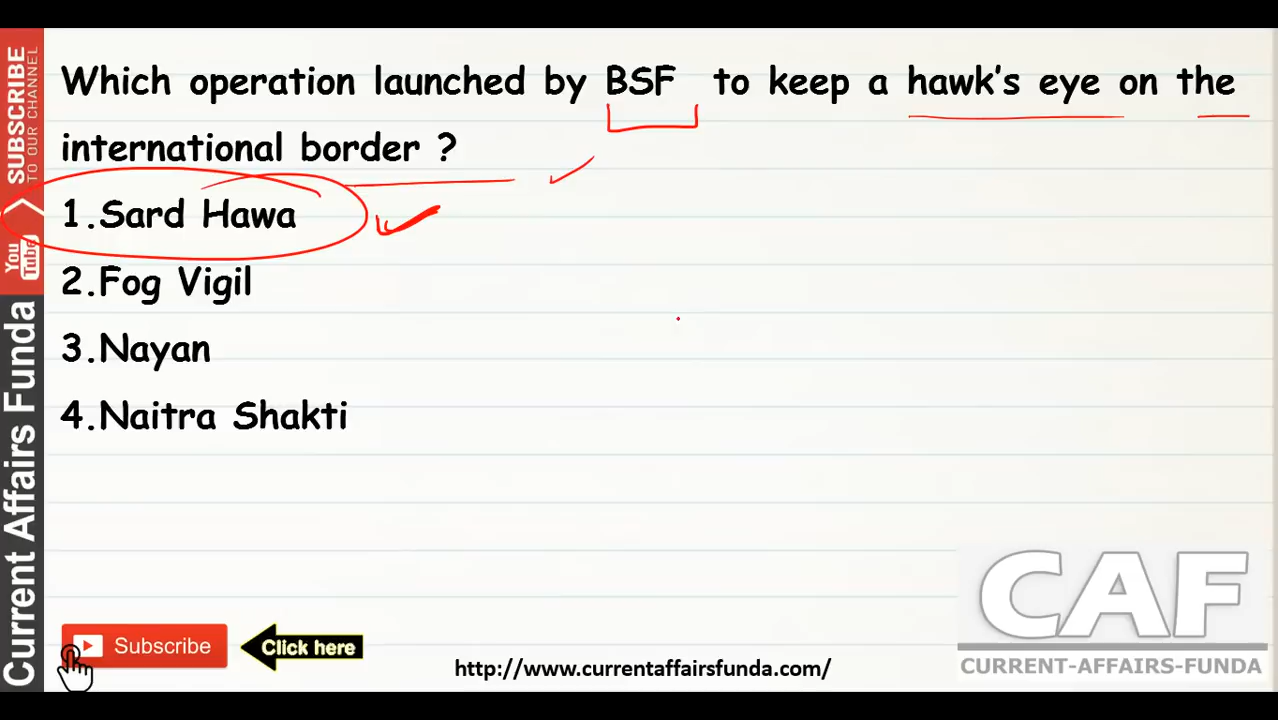 Which operation launched by BSF to keep a hawk's eye on the
international border ?
1.Sard Hawa
2.Fog Vigil
3.Nayan
4.Naitra Shakti
SUBSCRIBE
TO OUR CHANNEL
You
Tube
Current Affairs Funda
Subscribe
Click here
http://www.currentaffairsfunda.com/
CAF
CURRENT-AFFAIRS-FUNDA